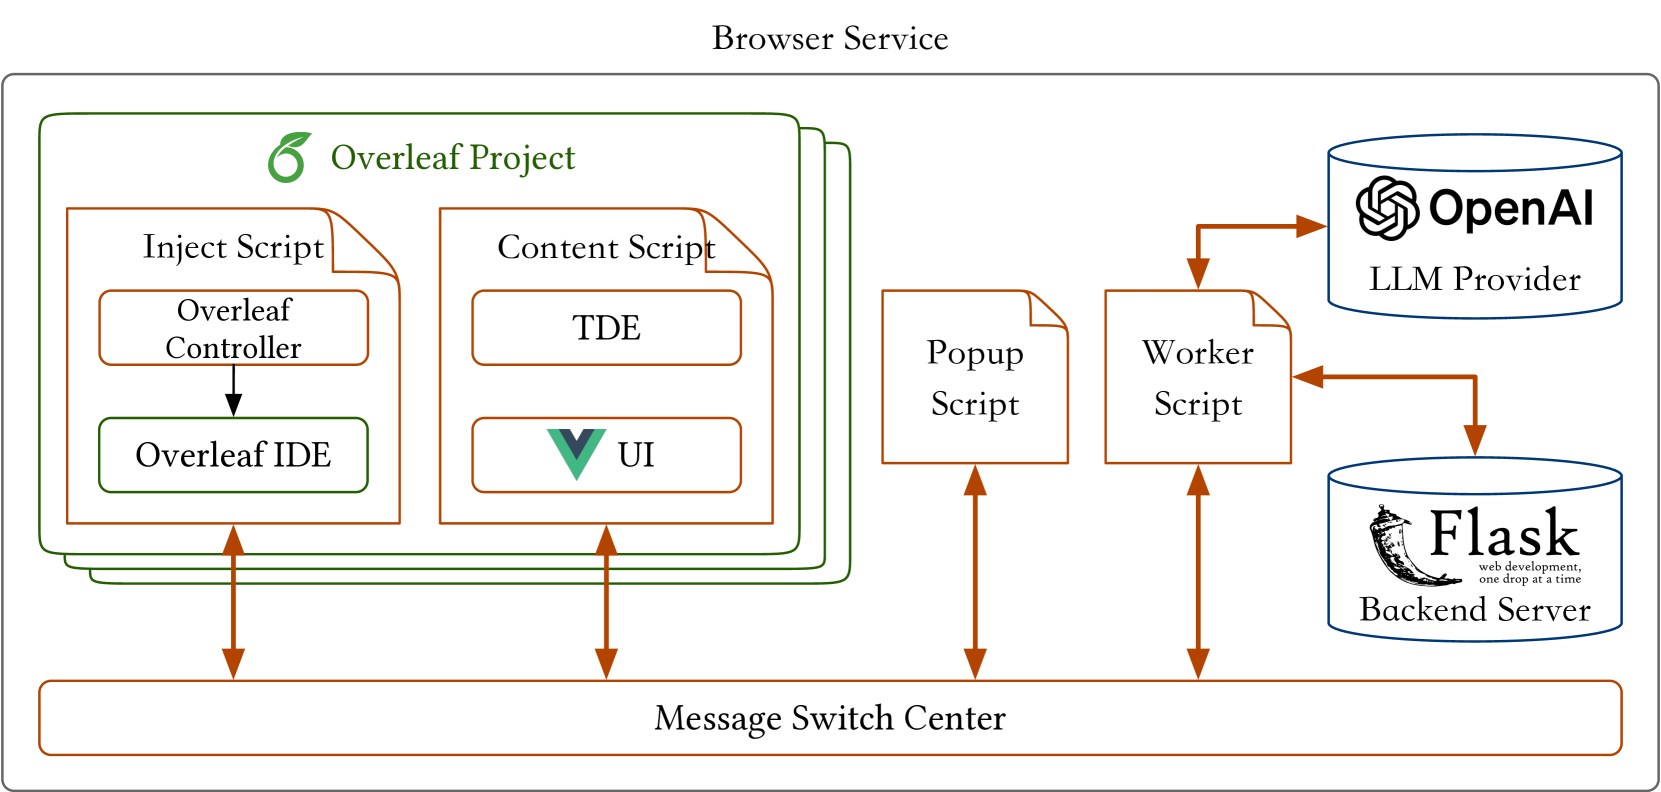 Browser Service
Overleaf Project
Inject Script
Overleaf
Controller
Overleaf IDE
Content Script
TDE
UI
Popup
Script
Worker
Script
OpenAI
LLM Provider
Flask
web development,
one drop at a time
Backend Server
Message Switch Center